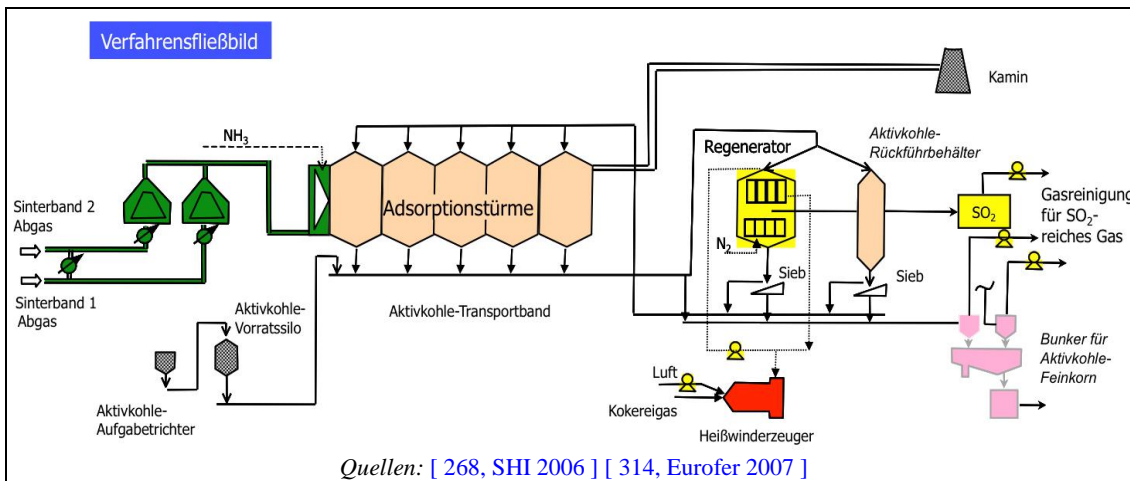 Verfahrensfließbild
Kamin
NH₃
Aktivkohle-
Rückführbehälter
Regenerator
Adsorptionstürme
Sinterband 2
Abgas
SO₂
Gasreinigung
für SO₂-
reiches Gas
N₂
Sieb
Sieb
Sinterband 1
Abgas
Aktivkohle-
Vorratssilo
Aktivkohle-Transportband
Bunker für
Aktivkohle-
Feinkorn
Luft
Kokereigas
Aktivkohle-
Aufgabetrichter
Heißwinderzeuger
Quellen: [ 268, SHI 2006 ] [ 314, Eurofer 2007 ]